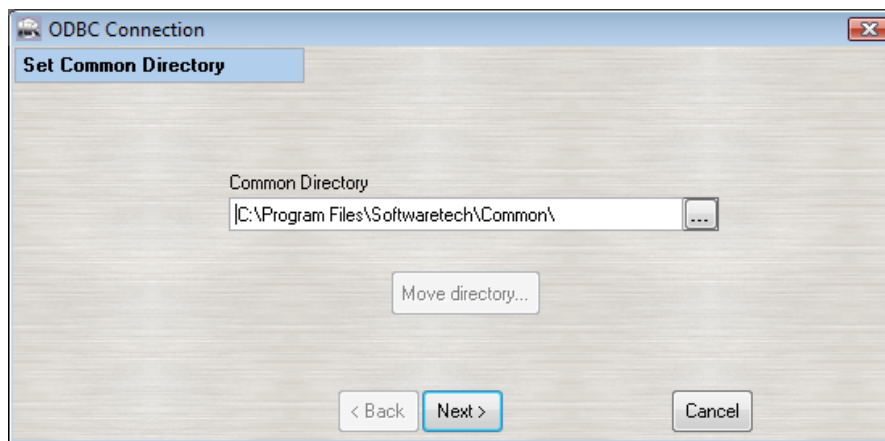 ODBC Connection
Set Common Directory
Common Directory
C:\Program Files\Softwaretech\Common\
...
Move directory...
< Back Next > Cancel